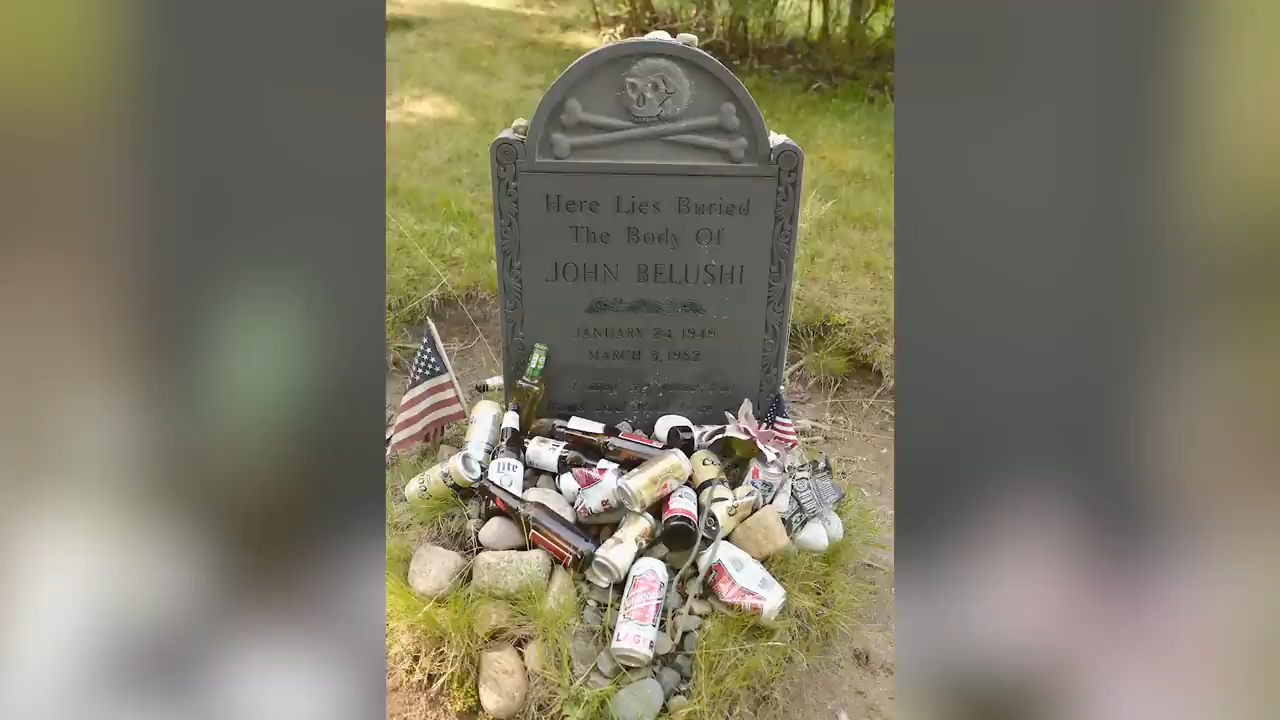 Here Lies Buried
The Body Of
JOHN BELUSHI
JANUARY 24, 1949
MARCH 5, 1982
LAGER